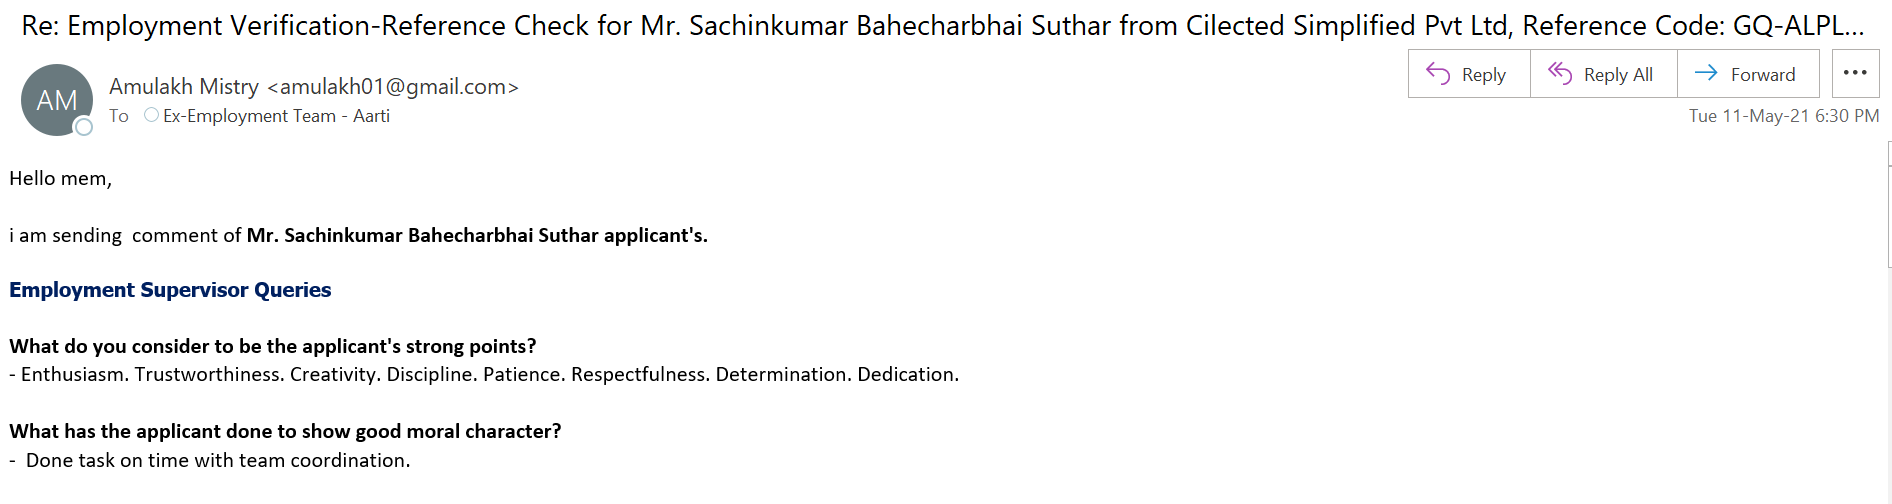 Re: Employment Verification-Reference Check for Mr. Sachinkumar Bahecharbhai Suthar from Cilected Simplified Pvt Ltd, Reference Code: GQ-ALPL...
AM
Amulakh Mistry <amulakh01@gmail.com>
To Ex-Employment Team - Aarti
Reply
Reply All
Forward
Tue 11-May-21 6:30 PM
Hello mem,
i am sending  comment of Mr. Sachinkumar Bahecharbhai Suthar applicant's.
Employment Supervisor Queries
What do you consider to be the applicant's strong points?
- Enthusiasm. Trustworthiness. Creativity. Discipline. Patience. Respectfulness. Determination. Dedication.
What has the applicant done to show good moral character?
-  Done task on time with team coordination.